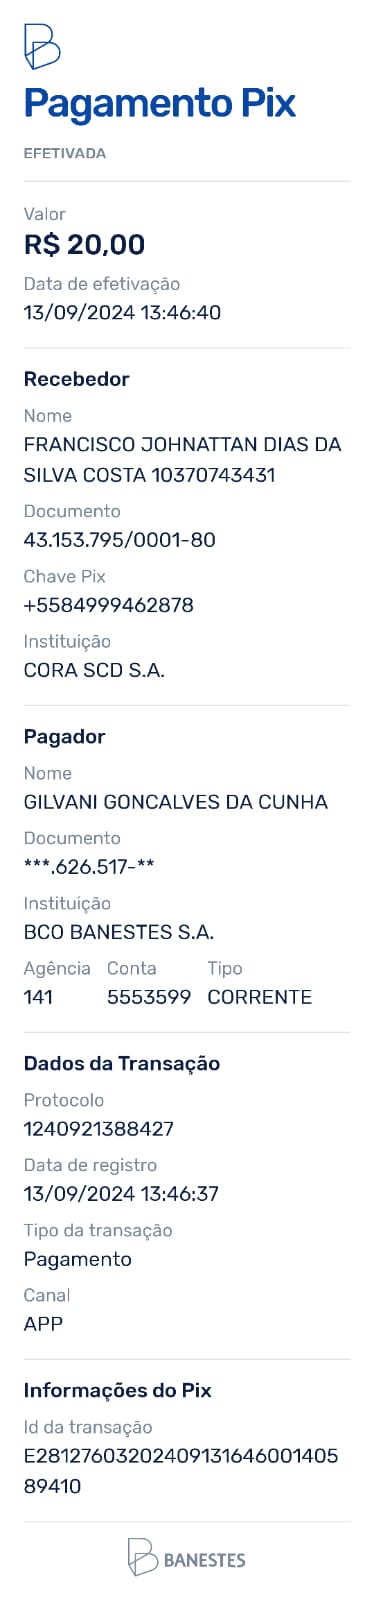 Pagamento Pix
EFETIVADA
Valor
R$ 20,00
Data de efetivação
13/09/2024 13:46:40
Recebedor
Nome
FRANCISCO JOHNATTAN DIAS DA
SILVA COSTA 10370743431
Documento
43.153.795/0001-80
Chave Pix
+5584999462878
Instituição
CORA SCD S.A.
Pagador
Nome
GILVANI GONCALVES DA CUNHA
Documento
***.626.517-**
Instituição
BCO BANESTES S.A.
Agência Conta Tipo
141 5553599 CORRENTE
Dados da Transação
Protocolo
1240921388427
Data de registro
13/09/2024 13:46:37
Tipo da transação
Pagamento
Canal
APP
Informações do Pix
Id da transação
E2812760320240913164600​1405
89410
BANESTES